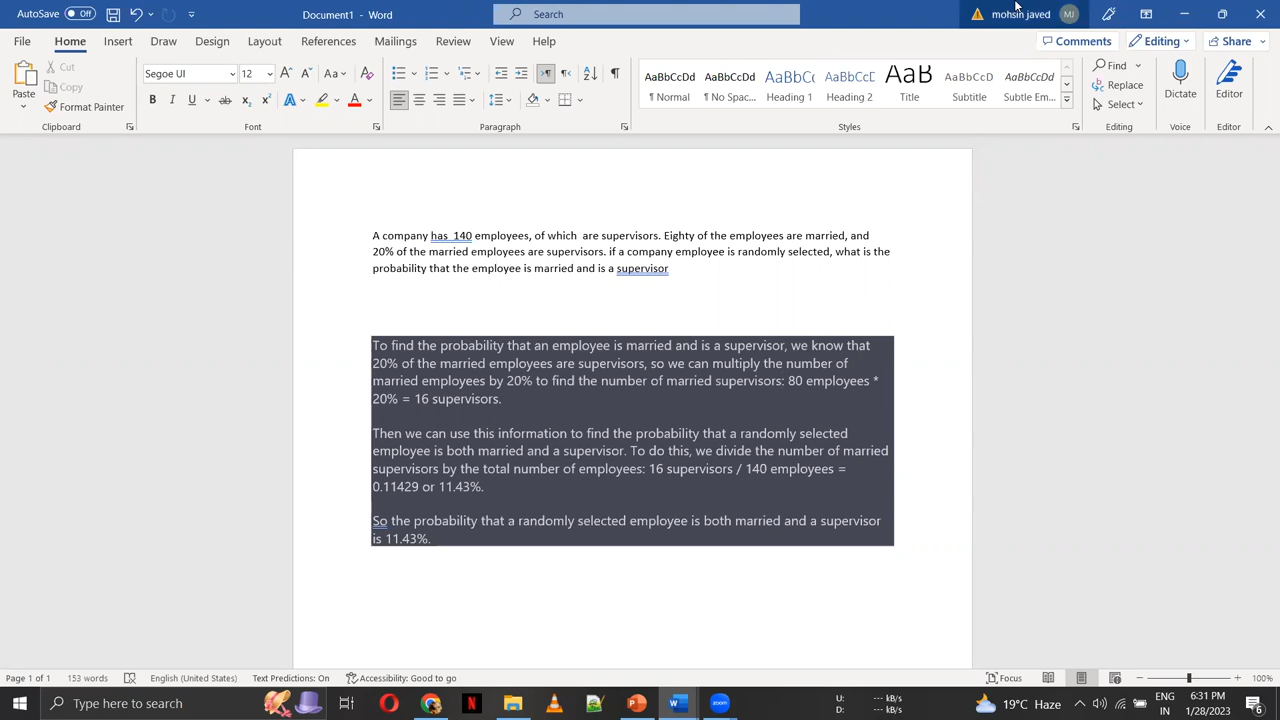 AutoSave Off Document1 - Word Search mohsin javed MJ
File Home Insert Draw Design Layout References Mailings Review View Help Comments Editing Share
Paste Cut Copy Format Painter
Segoe UI 12 Aa
AaBbCcDd AaBbCcDd AaBbCc AaBbCcD AaB AaBbCcD AaBbCcDd
¶ Normal ¶ No Spac... Heading 1 Heading 2 Title Subtitle Subtle Em...
Find Replace Select Dictate Editor
Clipboard Font Paragraph Styles Editing Voice Editor
A company has 140 employees, of which are supervisors. Eighty of the employees are married, and
20% of the married employees are supervisors. if a company employee is randomly selected, what is the
probability that the employee is married and is a supervisor
To find the probability that an employee is married and is a supervisor, we know that
20% of the married employees are supervisors, so we can multiply the number of
married employees by 20% to find the number of married supervisors: 80 employees *
20% = 16 supervisors.
Then we can use this information to find the probability that a randomly selected
employee is both married and a supervisor. To do this, we divide the number of married
supervisors by the total number of employees: 16 supervisors / 140 employees =
0.11429 or 11.43%.
So the probability that a randomly selected employee is both married and a supervisor
is 11.43%.
Page 1 of 1 153 words English (United States) Text Predictions: On Accessibility: Good to go Focus 100%
Type here to search
U: --- kB/s
D: --- kB/s
19°C Haze
ENG
IN
6:31 PM
1/28/2023
6